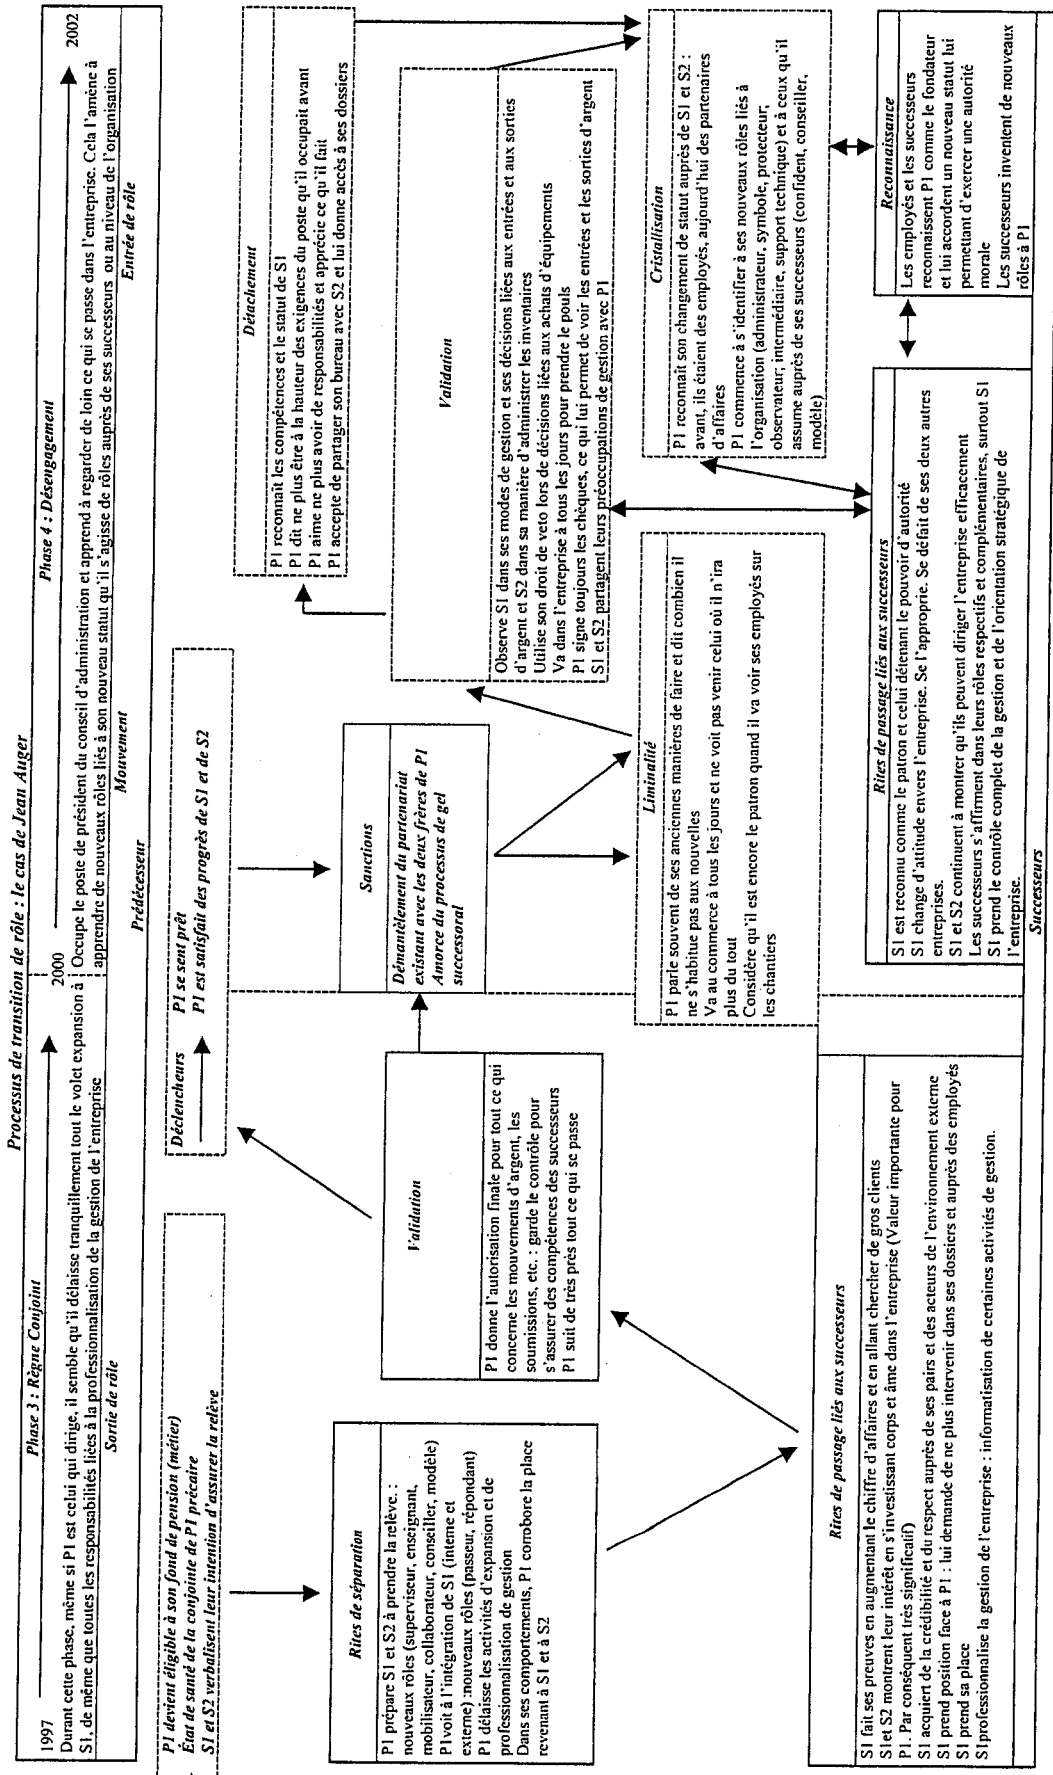 Processus de transition de rôle : le cas de Jean Auger
Phase 3 : Règne Conjoint
Phase 4 : Désengagement
1997
2000
2002
Durant cette phase, même si P1 est celui qui dirige, il semble qu'il délaisse tranquillement tout le volet expansion à
S1, de même que toutes les responsabilités liées à la professionnalisation de la gestion de l'entreprise
Occupe le poste de président du conseil d'administration et apprend à regarder de loin ce qui se passe dans l'entreprise. Cela l'amène à
apprendre de nouveaux rôles liés à son nouveau statut qu'il s'agisse de rôles auprès de ses successeurs ou au niveau de l'organisation
Sortie de rôle
Mouvement
Entrée de rôle
Prédécesseur
P1 devient éligible à son fond de pension (métier)
État de santé de la conjointe de P1 précaire
S1 et S2 verbalisent leur intention d'assurer la relève
Déclencheurs
P1 se sent prêt
P1 est satisfait des progrès de S1 et de S2
Détachement
P1 reconnaît les compétences et le statut de S1
P1 dit ne plus être à la hauteur des exigences du poste qu'il occupait avant
P1 aime ne plus avoir de responsabilités et apprécie ce qu'il fait
P1 accepte de partager son bureau avec S2 et lui donne accès à ses dossiers
Rites de séparation
P1 prépare S1 et S2 à prendre la relève. :
nouveaux rôles (superviseur, enseignant,
mobilisateur, collaborateur, conseiller, modèle)
P1voit à l'intégration de S1 (interne et
externe) :nouveaux rôles (passeur, répondant)
P1 délaisse les activités d'expansion et de
professionnalisation de gestion
Dans ses comportements, P1 corrobore la place
revenant à S1 et à S2
Validation
P1 donne l'autorisation finale pour tout ce qui
concerne les mouvements d'argent, les
soumissions, etc. : garde le contrôle pour
s'assurer des compétences des successeurs
P1 suit de très près tout ce qui se passe
Sanctions
Démantèlement du partenariat
existant avec les deux frères de P1
Amorce du processus de gel
successoral
Validation
Observe S1 dans ses modes de gestion et ses décisions liées aux entrées et aux sorties
d'argent et S2 dans sa manière d'administrer les inventaires
Utilise son droit de veto lors de décisions liées aux achats d'équipements
Va dans l'entreprise à tous les jours pour prendre le pouls
P1 signe toujours les chèques, ce qui lui permet de voir les entrées et les sorties d'argent
S1 et S2 partagent leurs préoccupations de gestion avec P1
Liminalité
P1 parle souvent de ses anciennes manières de faire et dit combien il
ne s'habitue pas aux nouvelles
Va au commerce à tous les jours et ne voit pas venir celui où il n'ira
plus du tout
Considère qu'il est encore le patron quand il va voir ses employés sur
les chantiers
Cristallisation
P1 reconnaît son changement de statut auprès de S1 et S2 :
avant, ils étaient des employés, aujourd'hui des partenaires
d'affaires
P1 commence à s'identifier à ses nouveaux rôles liés à
l'organisation (administrateur, symbole, protecteur;
observateur; intermédiaire, support technique) et à ceux qu'il
assume auprès de ses successeurs (confident, conseiller,
modèle)
Rites de passage liés aux successeurs
S1 fait ses preuves en augmentant le chiffre d'affaires et en allant chercher de gros clients
S1et S2 montrent leur intérêt en s'investissant corps et âme dans l'entreprise (Valeur importante pour
P1. Par conséquent très significatif)
S1 acquiert de la crédibilité et du respect auprès de ses pairs et des acteurs de l'environnement externe
S1 prend position face à P1 : lui demande de ne plus intervenir dans ses dossiers et auprès des employés
S1 prend sa place
S1professionnalise la gestion de l'entreprise : informatisation de certaines activités de gestion.
Rites de passage liés aux successeurs
S1 est reconnu comme le patron et celui détenant le pouvoir d'autorité
S1 change d'attitude envers l'entreprise. Se l'approprie. Se défait de ses deux autres
entreprises.
S1 et S2 continuent à montrer qu'ils peuvent diriger l'entreprise efficacement
Les successeurs s'affirment dans leurs rôles respectifs et complémentaires, surtout S1
S1 prend le contrôle complet de la gestion et de l'orientation stratégique de
l'entreprise.
Reconnaissance
Les employés et les successeurs
reconnaissent P1 comme le fondateur
et lui accordent un nouveau statut lui
permettant d'exercer une autorité
morale
Les successeurs inventent de nouveaux
rôles à P1
Successeurs